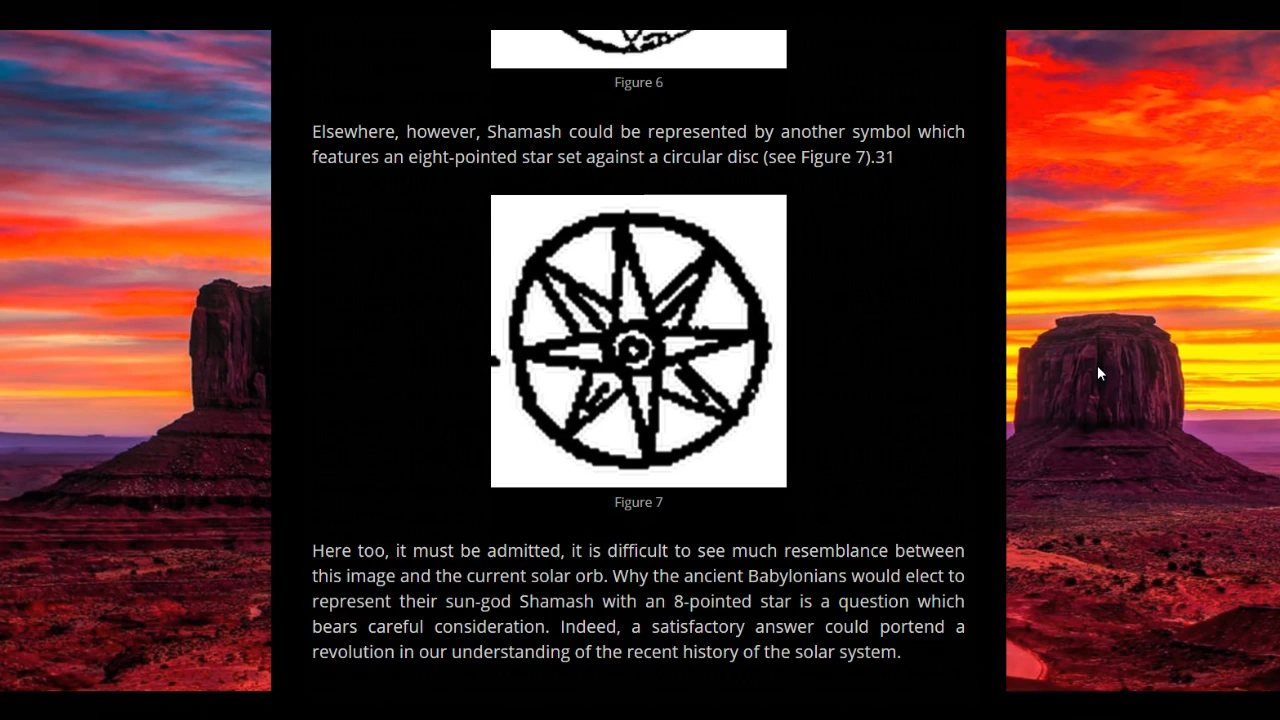 Figure 6
Elsewhere, however, Shamash could be represented by another symbol which
features an eight-pointed star set against a circular disc (see Figure 7).31
Figure 7
Here too, it must be admitted, it is difficult to see much resemblance between
this image and the current solar orb. Why the ancient Babylonians would elect to
represent their sun-god Shamash with an 8-pointed star is a question which
bears careful consideration. Indeed, a satisfactory answer could portend a
revolution in our understanding of the recent history of the solar system.